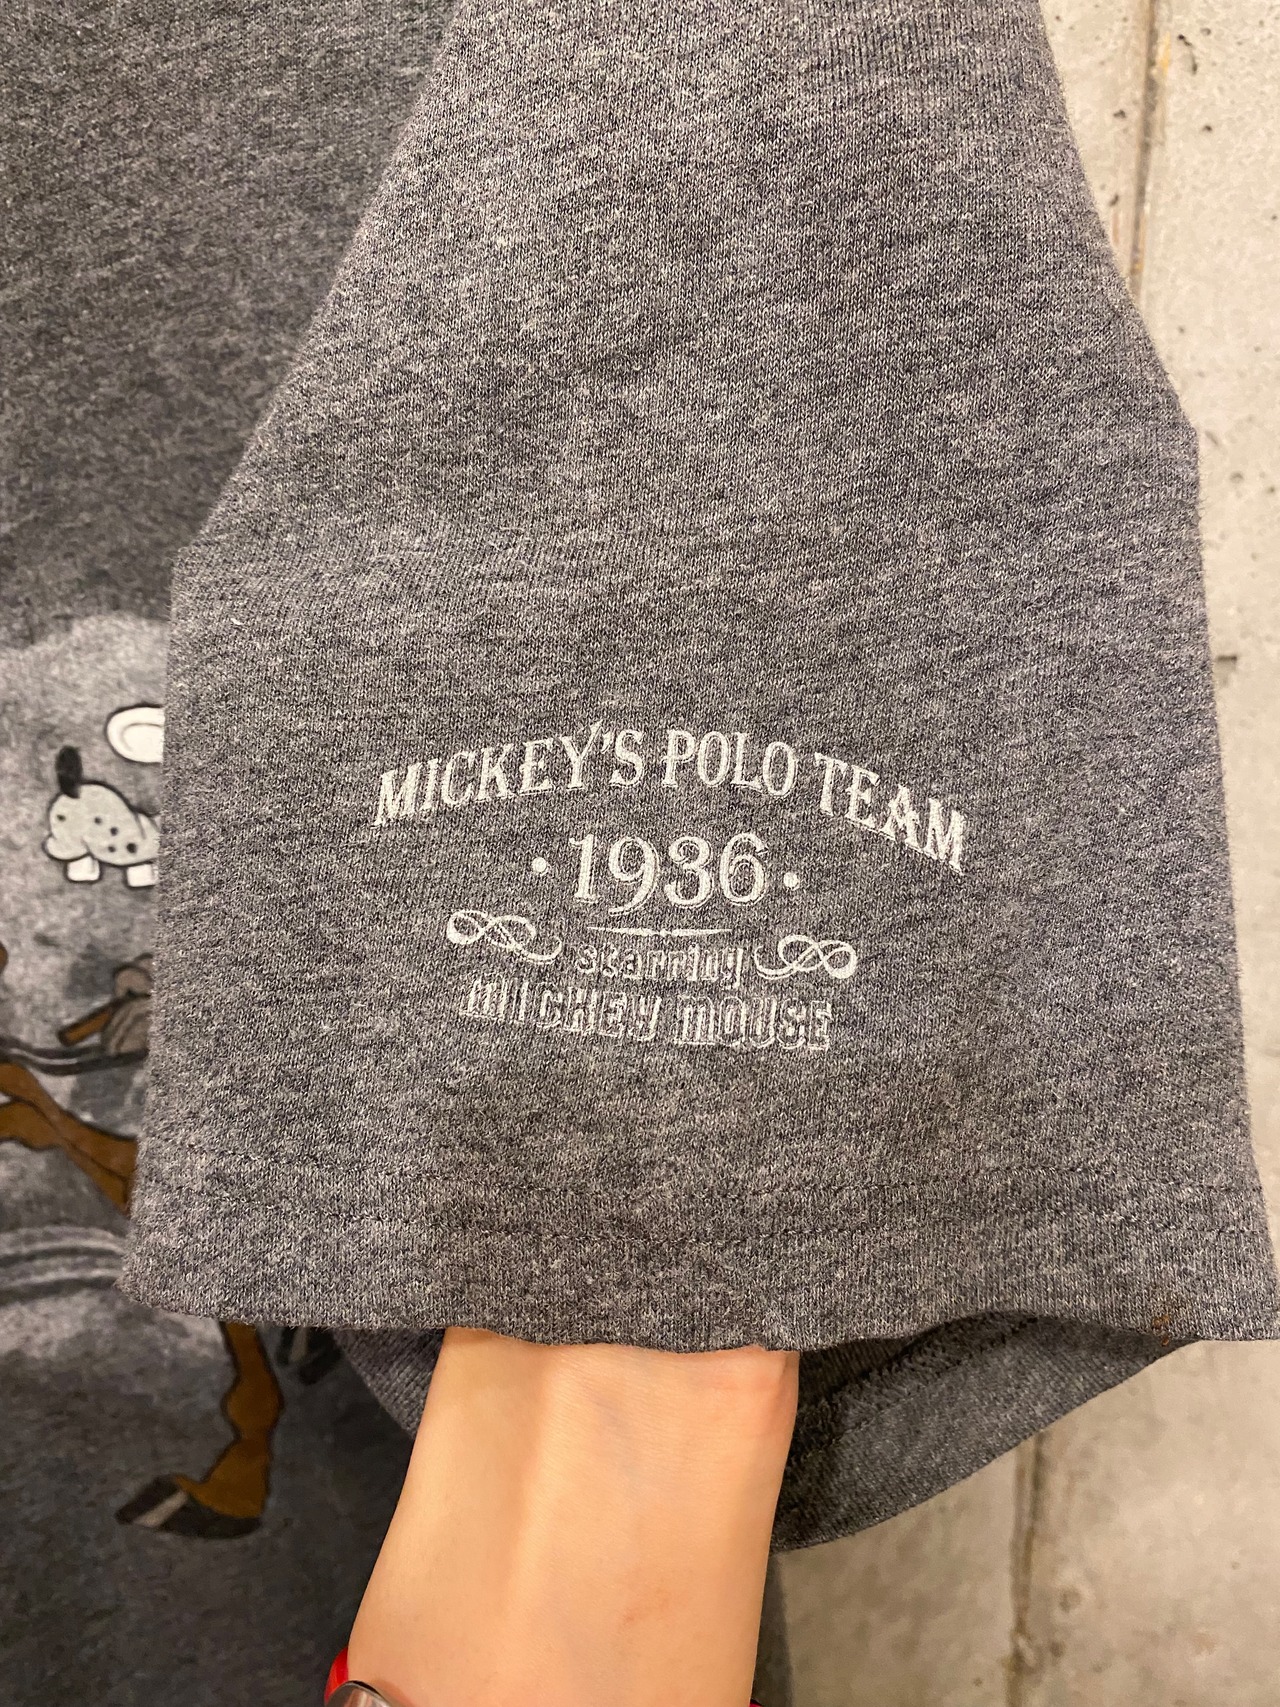 MICKEY'S POLO TEAM
·1936·
starring
MICKEY MOUSE